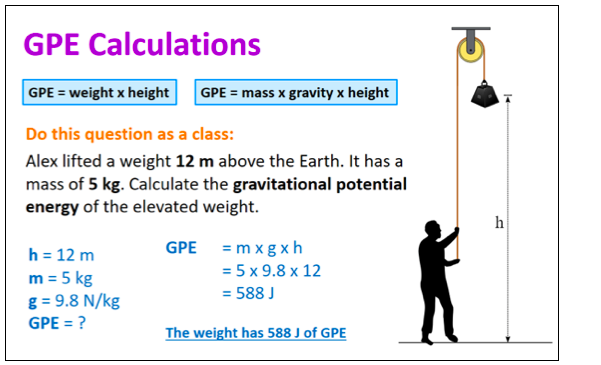 GPE Calculations
GPE = weight x height
GPE = mass x gravity x height
Do this question as a class:
Alex lifted a weight 12 m above the Earth. It has a
mass of 5 kg. Calculate the gravitational potential
energy of the elevated weight.
h = 12 m
m = 5 kg
g = 9.8 N/kg
GPE = ?
GPE = m x g x h
= 5 x 9.8 x 12
= 588 J
The weight has 588 J of GPE
h